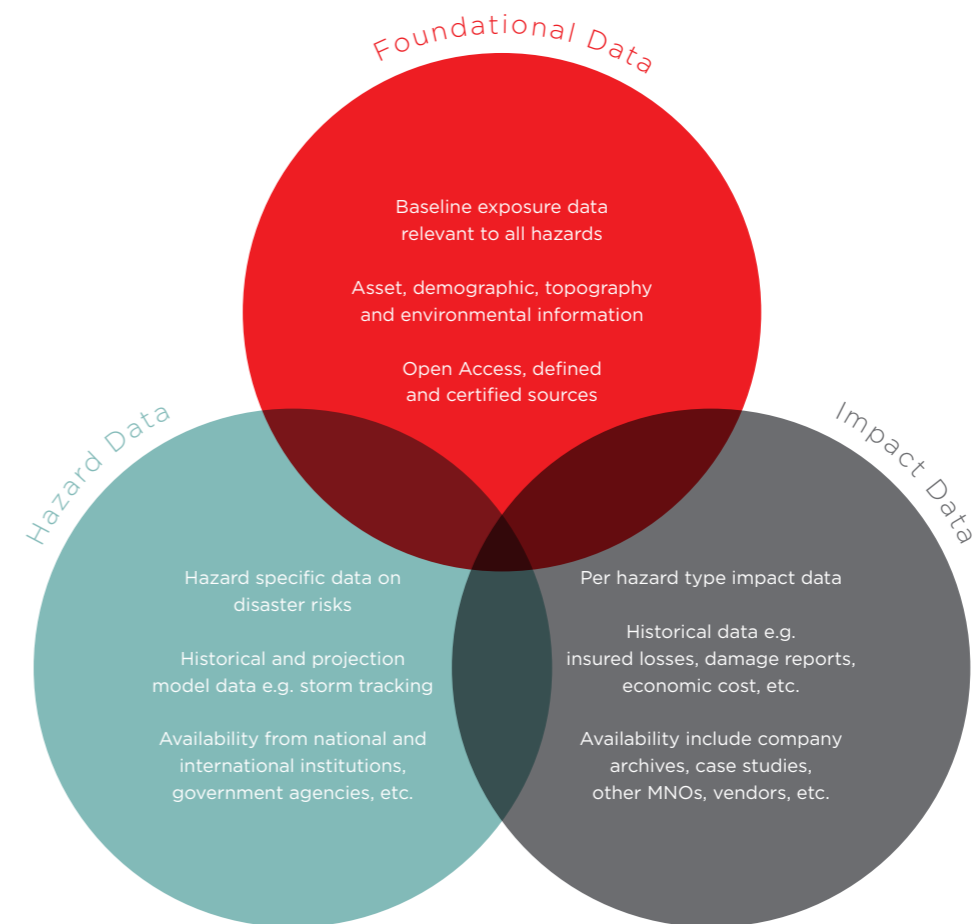 Foundational Data
Baseline exposure data
relevant to all hazards
Asset, demographic, topography
and environmental information
Open Access, defined
and certified sources
Hazard Data
Hazard specific data on
disaster risks
Historical and projection
model data e.g. storm tracking
Availability from national and
international institutions,
government agencies, etc.
Impact Data
Per hazard type impact data
Historical data e.g.
insured losses, damage reports,
economic cost, etc.
Availability include company
archives, case studies,
other MNOs, vendors, etc.